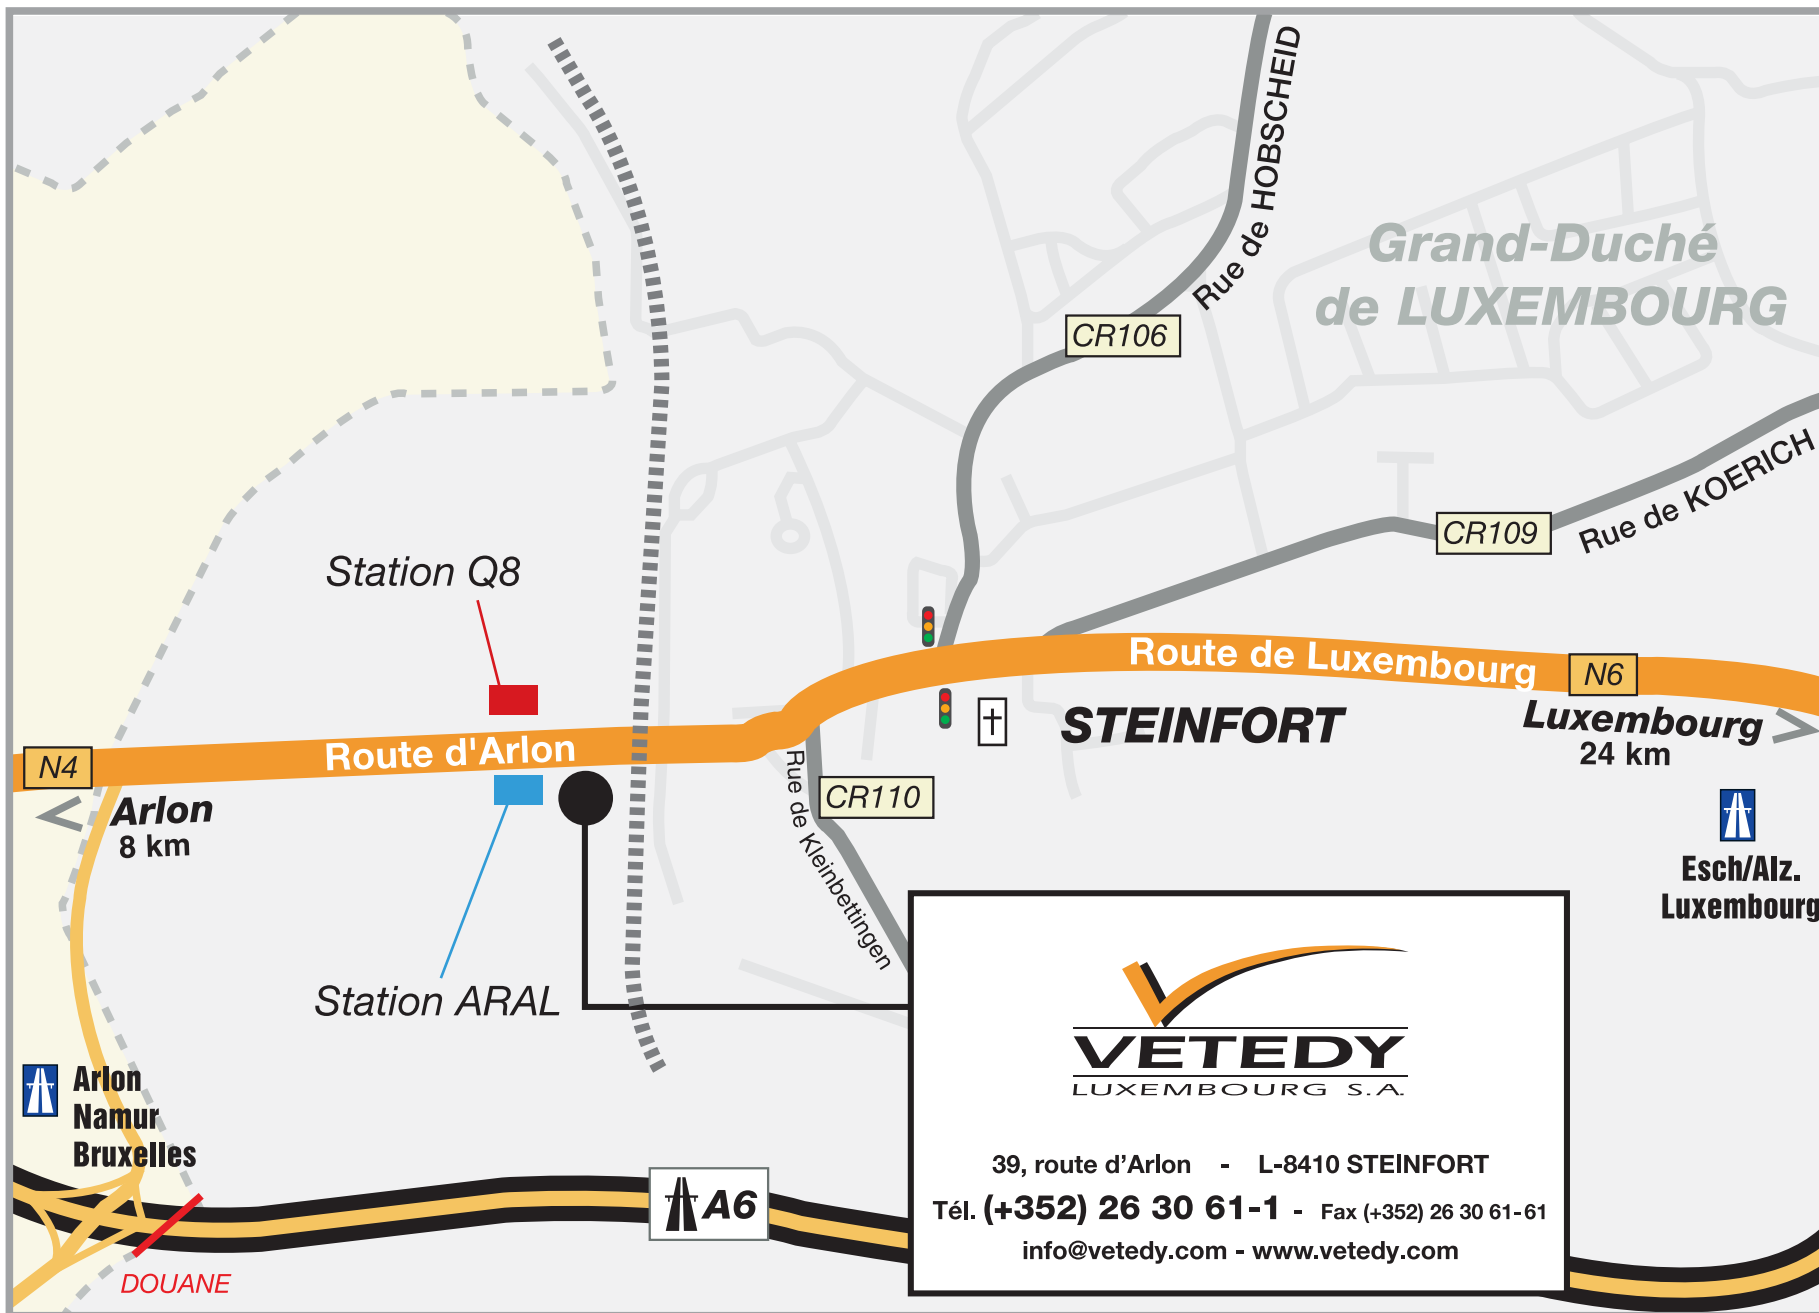 Rue de HOBSCHEID
Grand-Duché
de LUXEMBOURG
CR106
Rue de KOERICH
CR109
Station Q8
Route de Luxembourg
N6
Luxembourg
24 km
STEINFORT
Route d'Arlon
N4
Arlon
8 km
CR110
Rue de Kleinbettingen
Esch/Alz.
Luxembourg
Station ARAL
Arlon
Namur
Bruxelles
A6
DOUANE
VETEDY
LUXEMBOURG S.A.
39, route d’Arlon - L-8410 STEINFORT
Tél. (+352) 26 30 61-1 - Fax (+352) 26 30 61-61
info@vetedy.com - www.vetedy.com